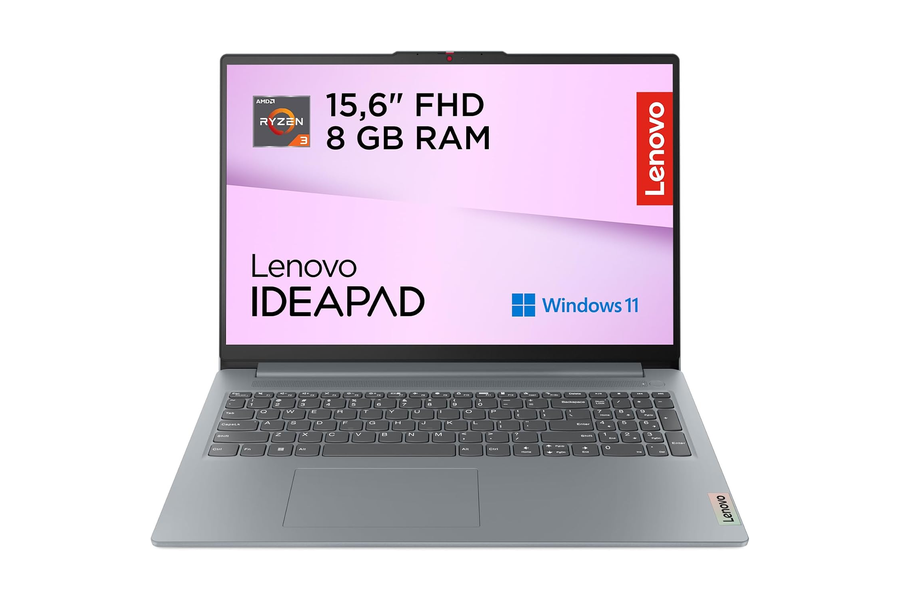 AMD
RYZEN
3
15,6" FHD
8 GB RAM
Lenovo
Lenovo
IDEAPAD
Windows 11
Lenovo